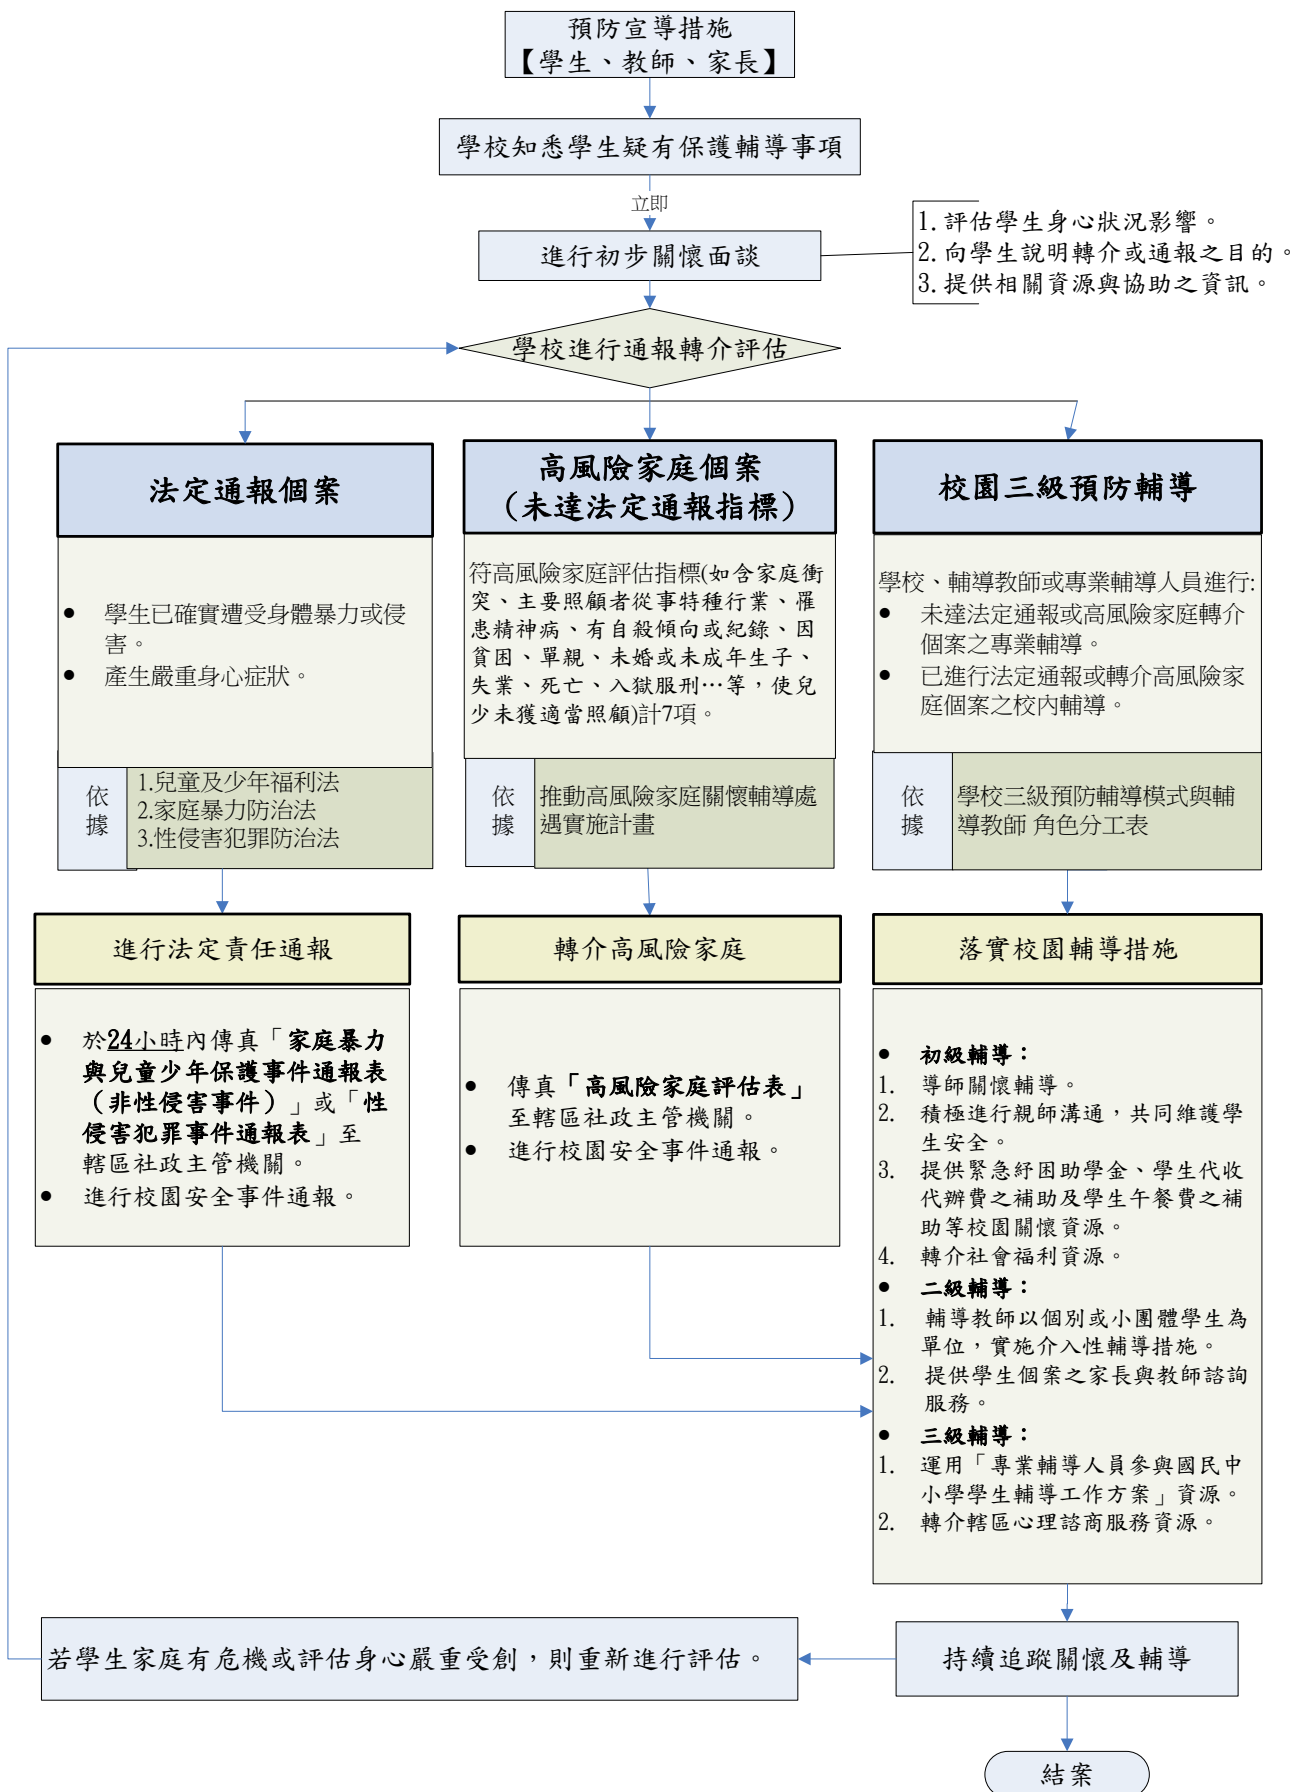 預防宣導措施
【學生、教師、家長】
學校知悉學生疑有保護輔導事項
立即
進行初步關懷面談
1.評估學生身心狀況影響。
2.向學生說明轉介或通報之目的。
3.提供相關資源與協助之資訊。
學校進行通報轉介評估
法定通報個案
● 學生已確實遭受身體暴力或侵
害。
● 產生嚴重身心症狀。
依
據
1.兒童及少年福利法
2.家庭暴力防治法
3.性侵害犯罪防治法
高風險家庭個案
（未達法定通報指標）
符高風險家庭評估指標(如含家庭衝
突、主要照顧者從事特種行業、罹
患精神病、有自殺傾向或紀錄、因
貧困、單親、未婚或未成年生子、
失業、死亡、入獄服刑…等，使兒
少未獲適當照顧)計7項。
依
據
推動高風險家庭關懷輔導處
遇實施計畫
校園三級預防輔導
學校、輔導教師或專業輔導人員進行:
● 未達法定通報或高風險家庭轉介
個案之專業輔導。
● 已進行法定通報或轉介高風險家
庭個案之校內輔導。
依
據
學校三級預防輔導模式與輔
導教師 角色分工表
進行法定責任通報
● 於24小時內傳真「家庭暴力
與兒童少年保護事件通報表
（非性侵害事件）」或「性
侵害犯罪事件通報表」至
轄區社政主管機關。
● 進行校園安全事件通報。
轉介高風險家庭
● 傳真「高風險家庭評估表」
至轄區社政主管機關。
● 進行校園安全事件通報。
落實校園輔導措施
● 初級輔導：
1. 導師關懷輔導。
2. 積極進行親師溝通，共同維護學
生安全。
3. 提供緊急紓困助學金、學生代收
代辦費之補助及學生午餐費之補
助等校園關懷資源。
4. 轉介社會福利資源。
● 二級輔導：
1. 輔導教師以個別或小團體學生為
單位，實施介入性輔導措施。
2. 提供學生個案之家長與教師諮詢
服務。
● 三級輔導：
1. 運用「專業輔導人員參與國民中
小學學生輔導工作方案」資源。
2. 轉介轄區心理諮商服務資源。
若學生家庭有危機或評估身心嚴重受創，則重新進行評估。
持續追蹤關懷及輔導
結案